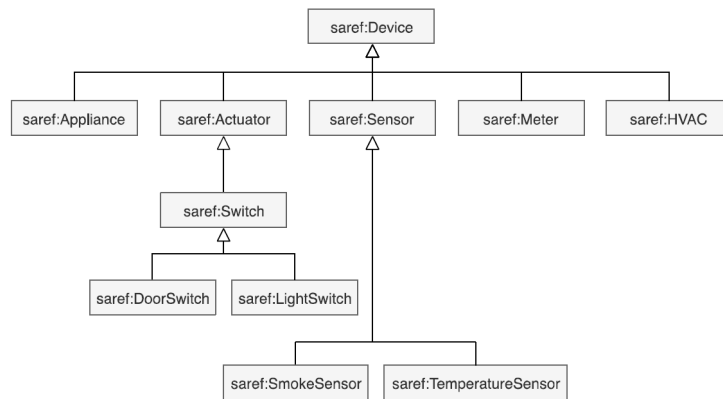 saref:Device
saref:Appliance
saref:Actuator
saref:Sensor
saref:Meter
saref:HVAC
saref:Switch
saref:DoorSwitch
saref:LightSwitch
saref:SmokeSensor
saref:TemperatureSensor